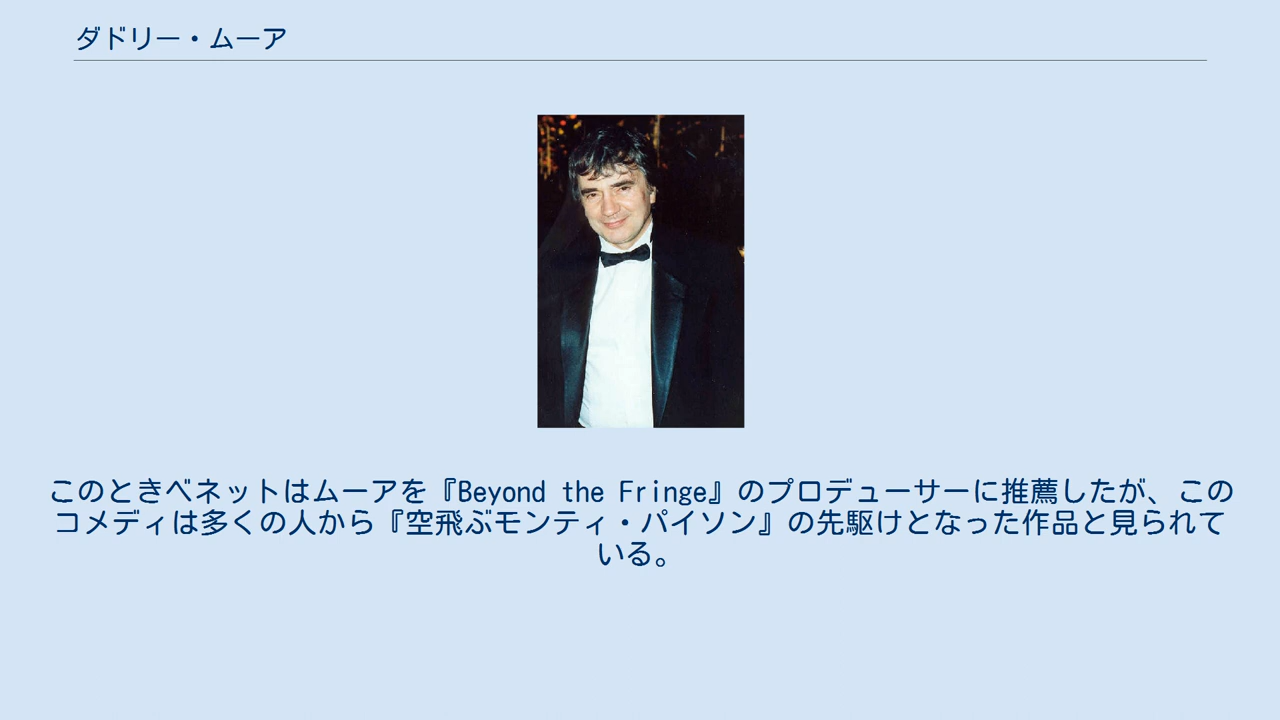 ダドリー・ムーア
このときベネットはムーアを『Beyond the Fringe』のプロデューサーに推薦したが、この
コメディは多くの人から『空飛ぶモンティ・パイソン』の先駆けとなった作品と見られて
いる。